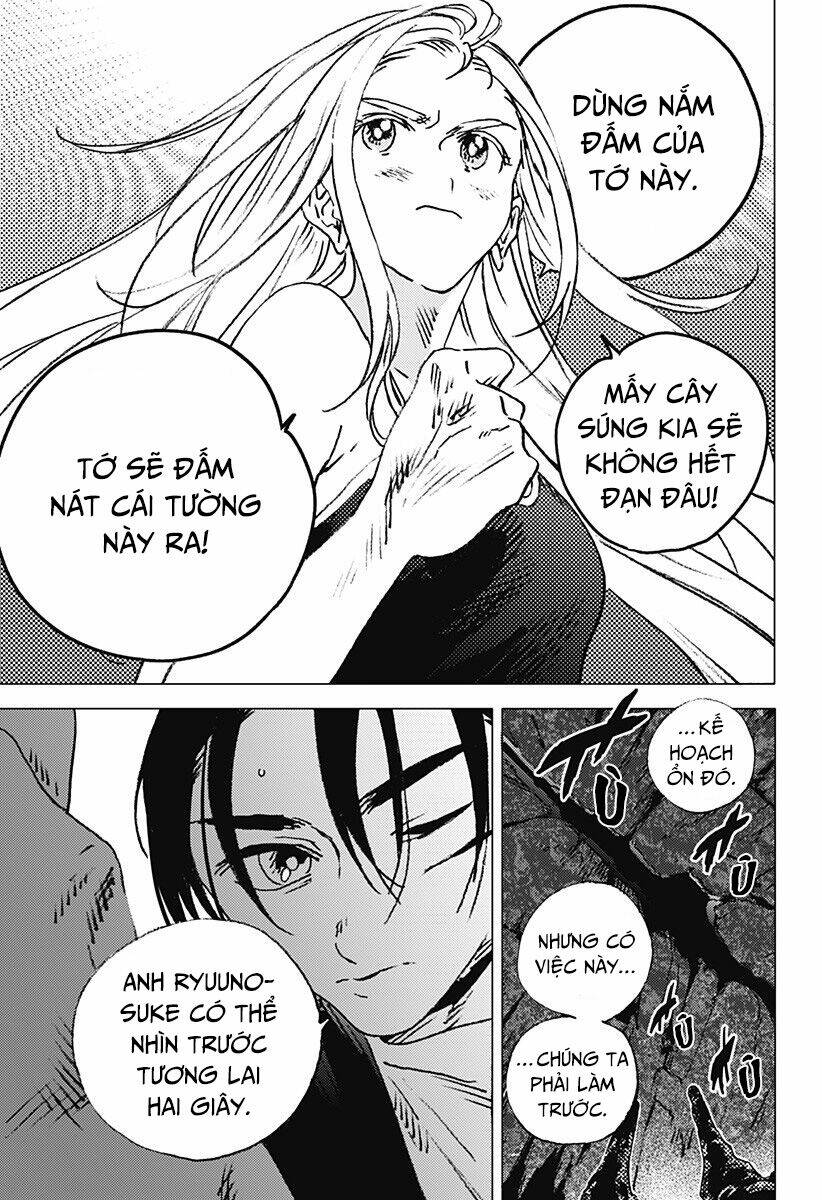 DÙNG NẮM
ĐẤM CỦA
TỚ NÀY.
MẤY CÂY
SÚNG KIA SẼ
KHÔNG HẾT
ĐẠN ĐÂU!
TỚ SẼ ĐẤM
NÁT CÁI TƯỜNG
NÀY RA!
...KẾ
HOẠCH
ỔN ĐÓ.
NHƯNG CÓ
VIỆC NÀY...
...CHÚNG TA
PHẢI LÀM
TRƯỚC.
ANH RYUUNO-
SUKE CÓ THỂ
NHÌN TRƯỚC
TƯƠNG LAI
HAI GIÂY.